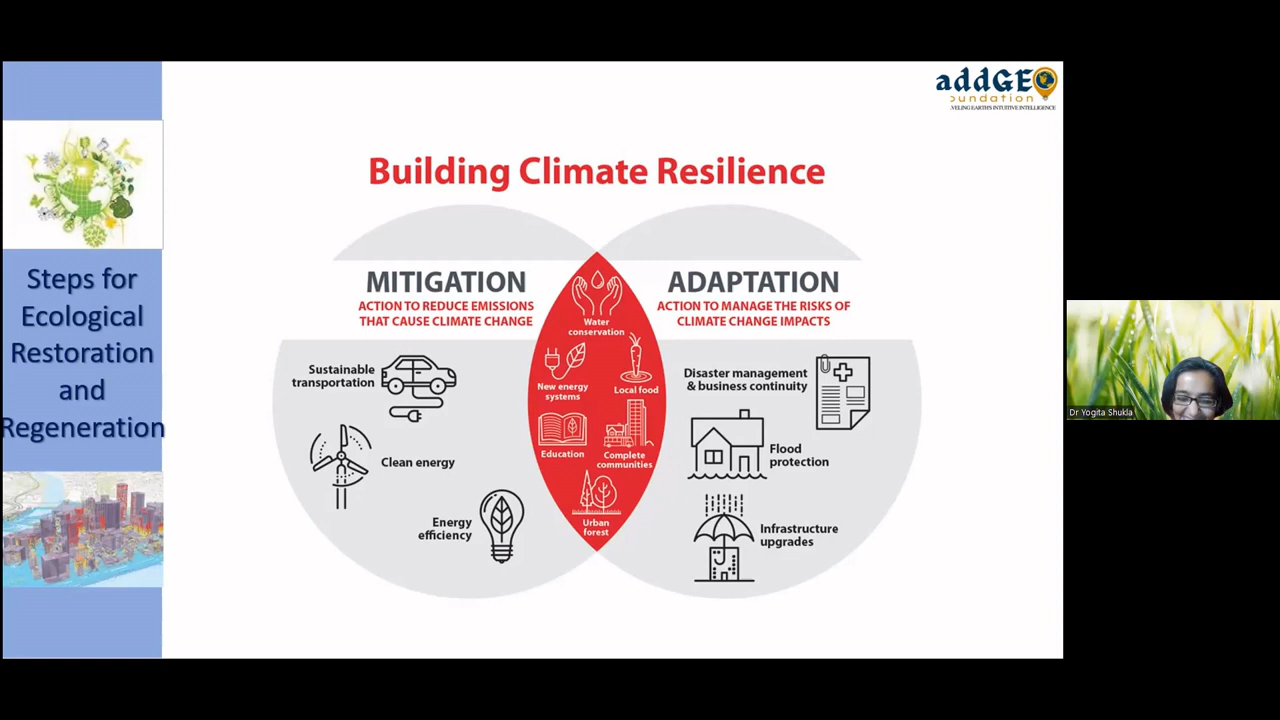 addGEO
oundation
VELING EARTH'S INTUITIVE INTELLIGENCE
Steps for
Ecological
Restoration
and
Regeneration
Building Climate Resilience
MITIGATION
ACTION TO REDUCE EMISSIONS
THAT CAUSE CLIMATE CHANGE
Sustainable
transportation
Clean energy
Energy
efficiency
Water
conservation
New energy
systems
Local food
Education
Complete
communities
Urban
forest
ADAPTATION
ACTION TO MANAGE THE RISKS OF
CLIMATE CHANGE IMPACTS
Disaster management
& business continuity
Flood
protection
Infrastructure
upgrades
Dr Yogita Shukla